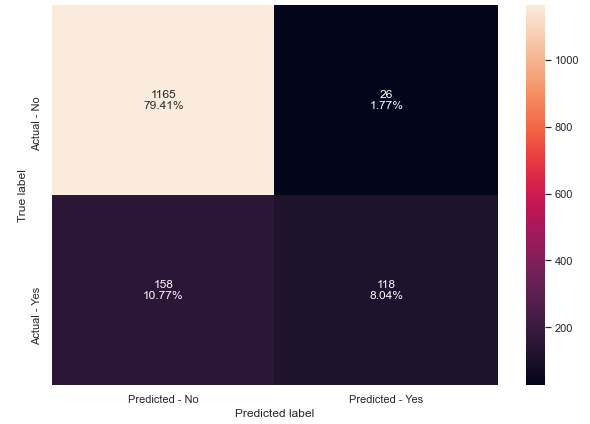 1165
79.41%
26
1.77%
158
10.77%
118
8.04%
Actual - No
Actual - Yes
True label
Predicted - No
Predicted - Yes
Predicted label
1000
800
600
400
200